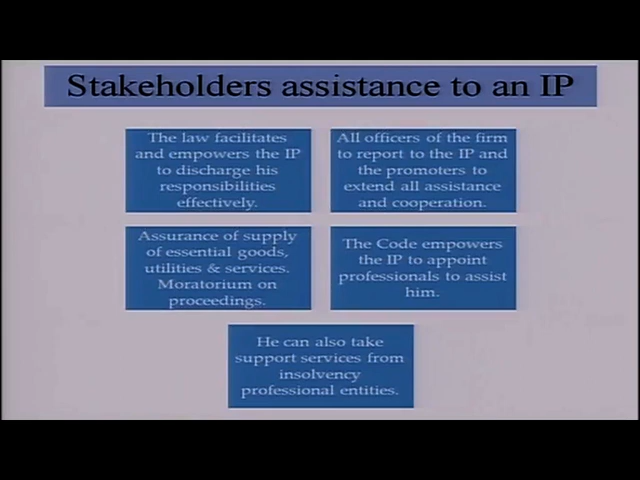 Stakeholders assistance to an IP
The law facilitates
and empowers the IP
to discharge his
responsibilities
effectively.
All officers of the firm
to report to the IP and
the promoters to
extend all assistance
and cooperation.
Assurance of supply
of essential goods,
utilities & services.
Moratorium on
proceedings.
The Code empowers
the IP to appoint
professionals to assist
him.
He can also take
support services from
insolvency
professional entities.